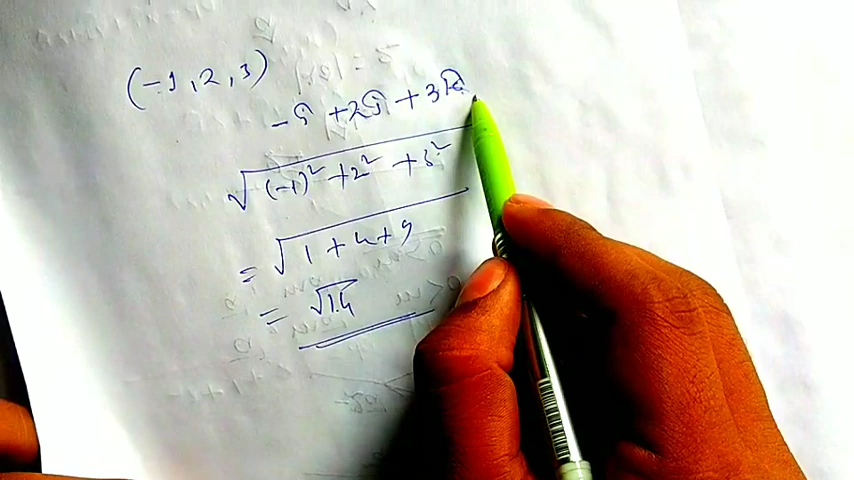 (-1, 2, 3)
-î + 2ĵ + 3k̂
√((-1)² + 2² + 3²)
= √(1 + 4 + 9)
= √14